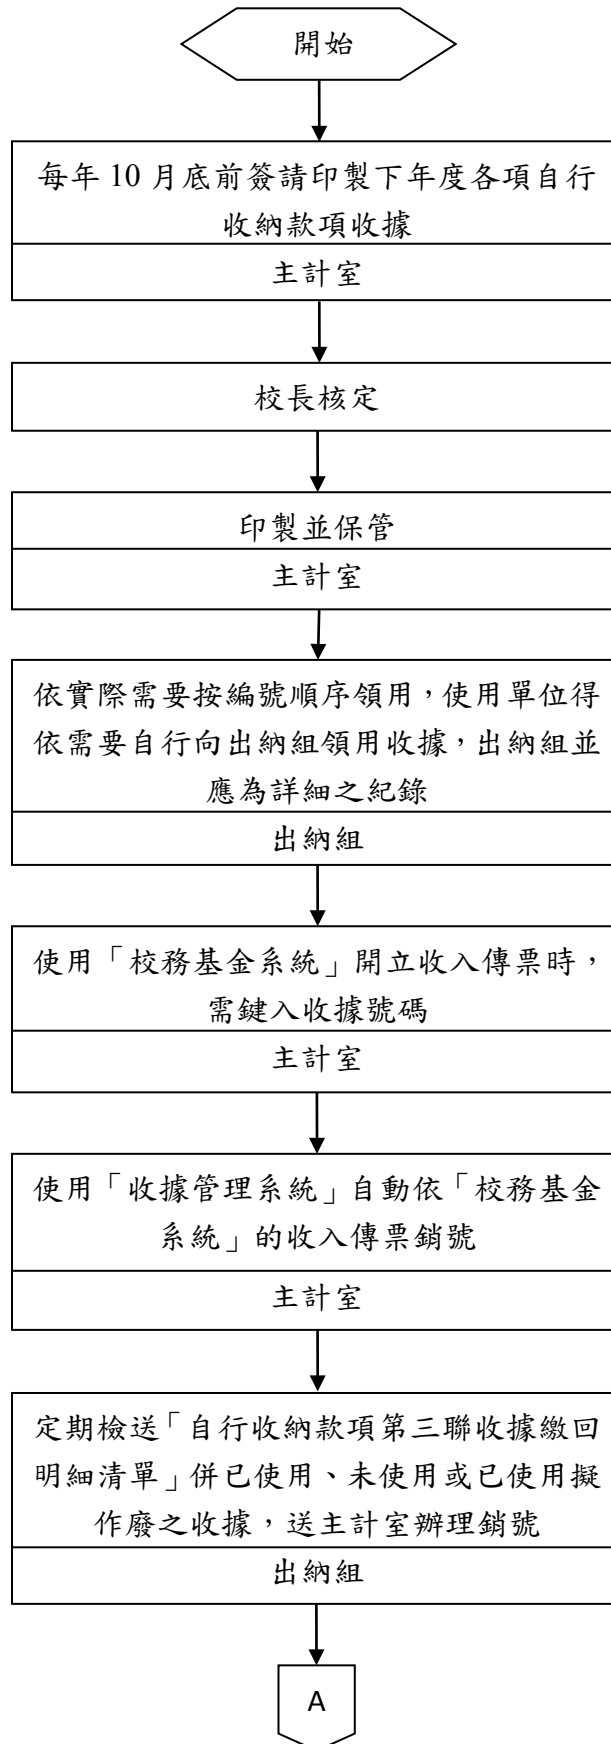 開始
每年 10 月底前簽請印製下年度各項自行
收納款項收據
主計室
校長核定
印製並保管
主計室
依實際需要按編號順序領用，使用單位得
依需要自行向出納組領用收據，出納組並
應為詳細之紀錄
出納組
使用「校務基金系統」開立收入傳票時，
需鍵入收據號碼
主計室
使用「收據管理系統」自動依「校務基金
系統」的收入傳票銷號
主計室
定期檢送「自行收納款項第三聯收據繳回
明細清單」併已使用、未使用或已使用擬
作廢之收據，送主計室辦理銷號
出納組
A